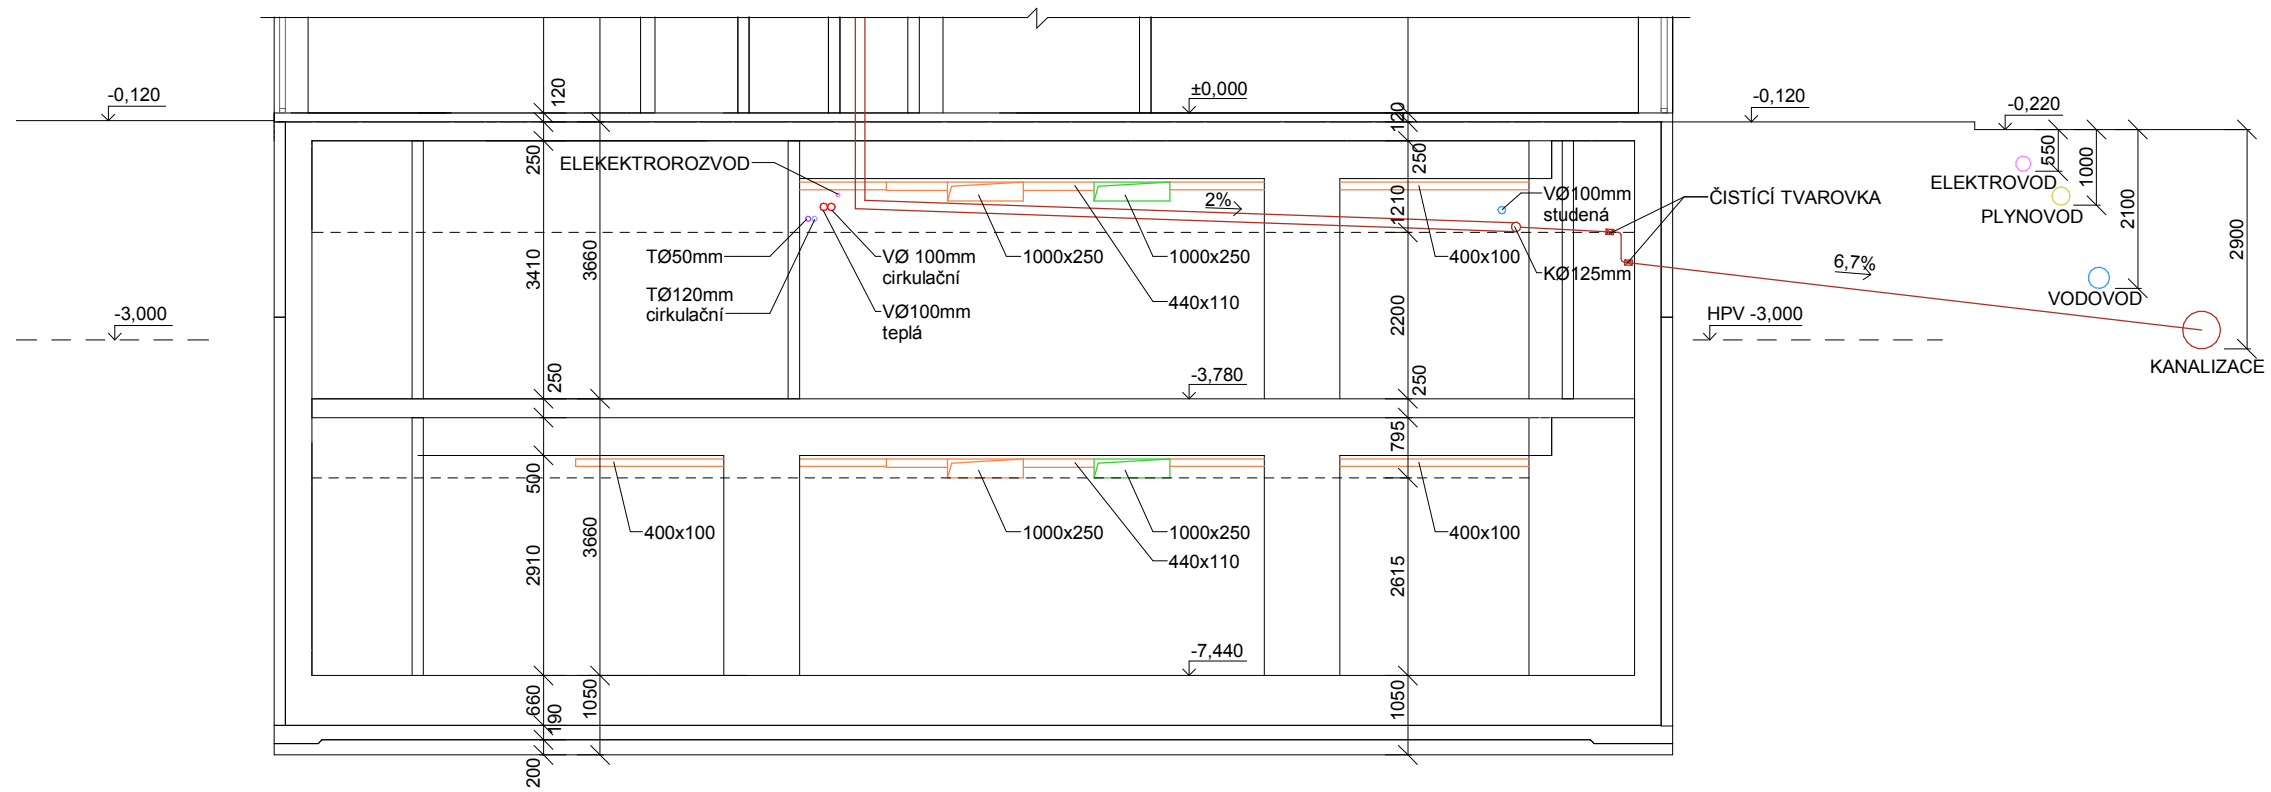 -0,120
120
±0,000
120
-0,120
-0,220
250
ELEKEKTROROZVOD
250
550
1000
ELEKTROVOD
2%
1210
VØ100mm
studená
ČISTÍCÍ TVAROVKA
PLYNOVOD
2100
2900
3410
3660
TØ50mm
VØ 100mm
cirkulační
1000x250
1000x250
400x100
KØ125mm
6,7%
TØ120mm
cirkulační
VØ100mm
teplá
440x110
2200
VODOVOD
-3,000
HPV -3,000
KANALIZACE
250
-3,780
250
795
500
400x100
1000x250
1000x250
400x100
440x110
2910
3660
2615
-7,440
660
190
1050
1050
200